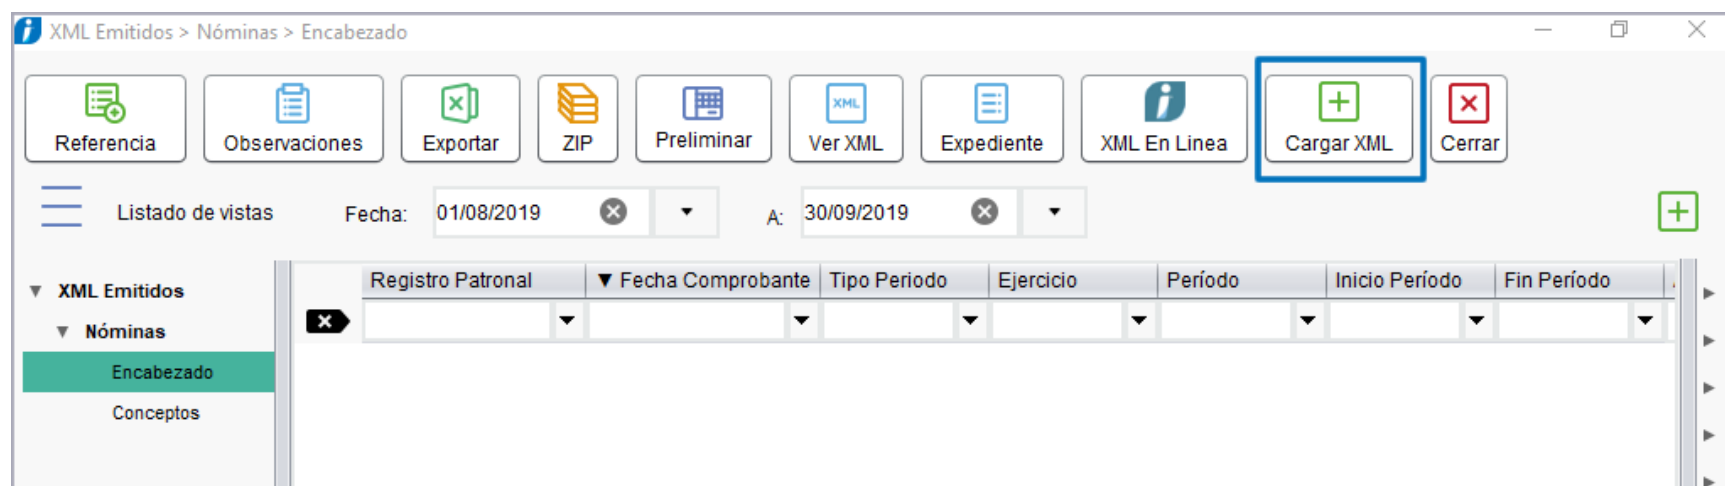 XML Emitidos > Nóminas > Encabezado
XML
Referencia Observaciones Exportar ZIP Preliminar Ver XML Expediente XML En Linea Cargar XML Cerrar
Listado de vistas Fecha: 01/08/2019 A: 30/09/2019
Registro Patronal ▼ Fecha Comprobante Tipo Periodo Ejercicio Período Inicio Período Fin Período
XML Emitidos
Nóminas
Encabezado
Conceptos